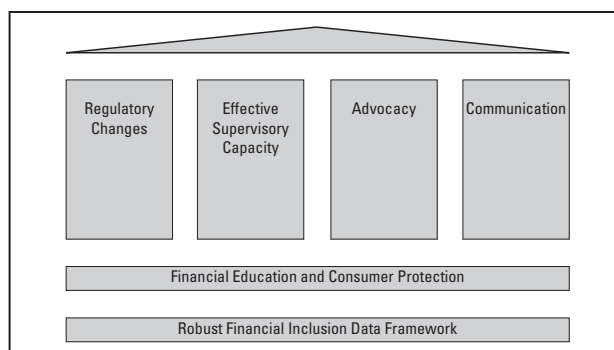 Regulatory
Changes
Effective
Supervisory
Capacity
Advocacy
Communication
Financial Education and Consumer Protection
Robust Financial Inclusion Data Framework